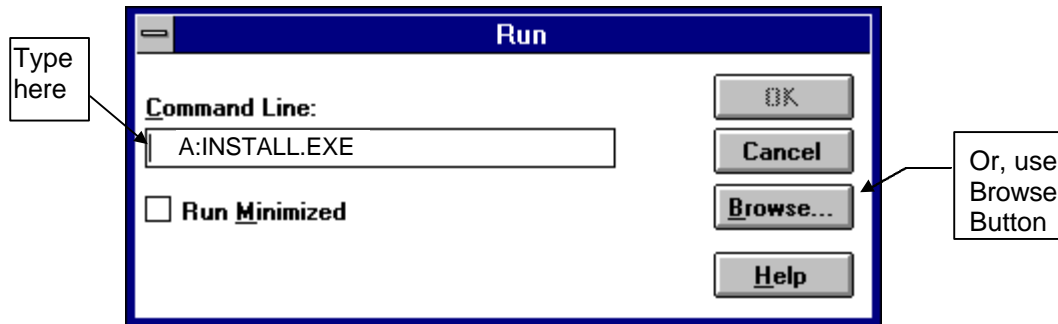 Run
Type
here
Command Line:
A:INSTALL.EXE
Run Minimized
OK
Cancel
Browse...
Help
Or, use
Browse
Button